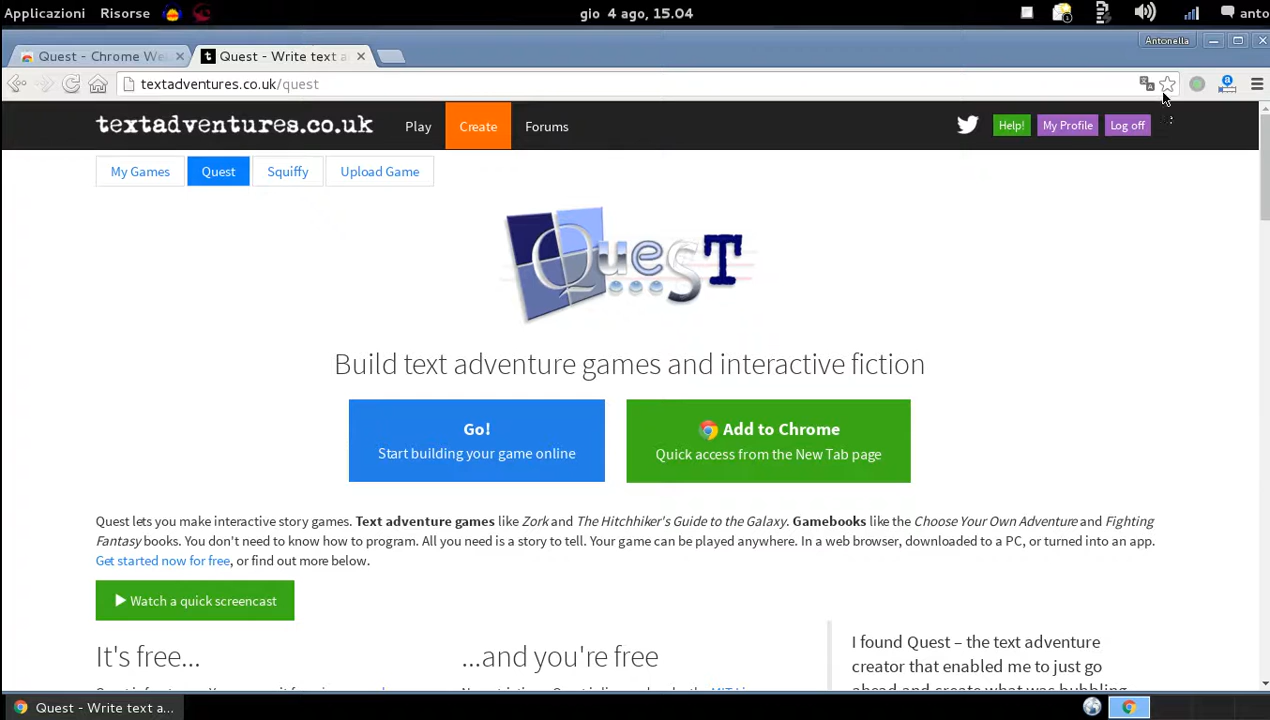 Applicazioni Risorse gio 4 ago, 15.04 1 anto
Antonella
Quest - Chrome We Quest - Write text a
textadventures.co.uk/quest
textadventures.co.uk Play Create Forums Help! My Profile Log off
My Games Quest Squiffy Upload Game
QuesT
Build text adventure games and interactive fiction
Go! Add to Chrome
Start building your game online Quick access from the New Tab page
Quest lets you make interactive story games. Text adventure games like Zork and The Hitchhiker's Guide to the Galaxy. Gamebooks like the Choose Your Own Adventure and Fighting
Fantasy books. You don't need to know how to program. All you need is a story to tell. Your game can be played anywhere. In a web browser, downloaded to a PC, or turned into an app.
Get started now for free, or find out more below.
Watch a quick screencast
It's free... ...and you're free
I found Quest – the text adventure
creator that enabled me to just go
ahead and create what was bubbling
Quest - Write text a...